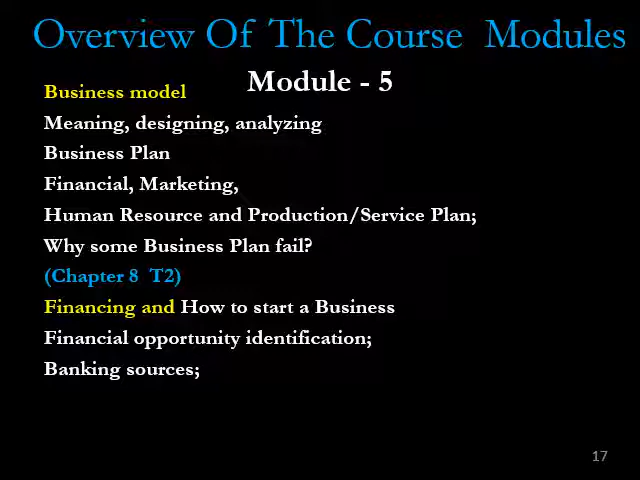 Overview Of The Course Modules
Module - 5
Business model
Meaning, designing, analyzing
Business Plan
Financial, Marketing,
Human Resource and Production/Service Plan;
Why some Business Plan fail?
(Chapter 8 T2)
Financing and How to start a Business
Financial opportunity identification;
Banking sources;
17